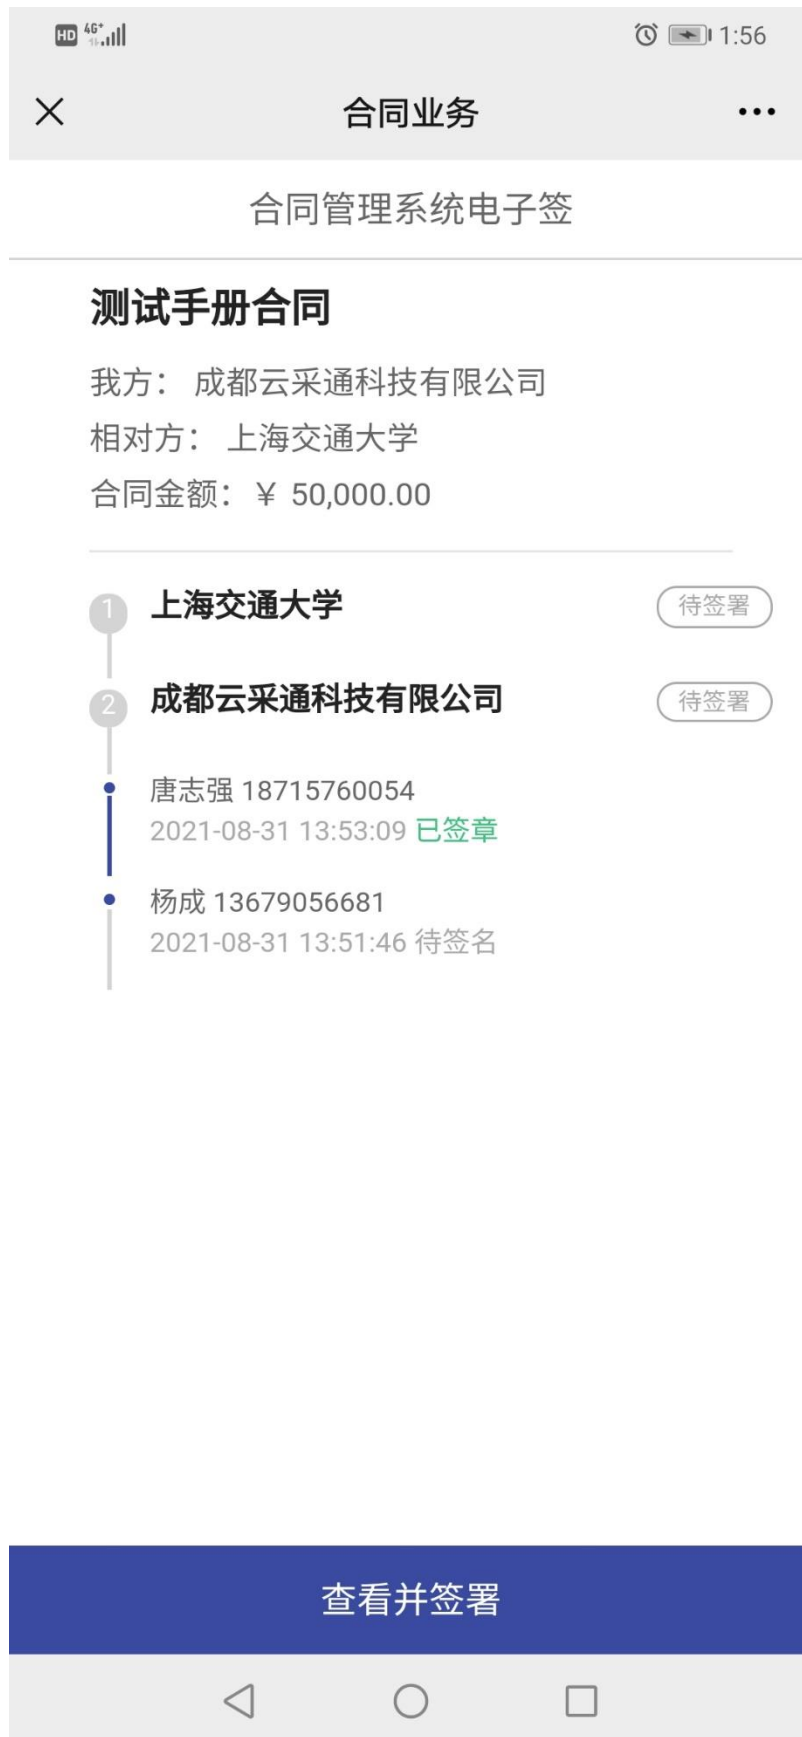 HD 4G+ 1:56
合同业务
合同管理系统电子签
测试手册合同
我方： 成都云采通科技有限公司
相对方： 上海交通大学
合同金额：￥ 50,000.00
1 上海交通大学 待签署
2 成都云采通科技有限公司 待签署
唐志强 18715760054
2021-08-31 13:53:09 已签章
杨成 13679056681
2021-08-31 13:51:46 待签名
查看并签署